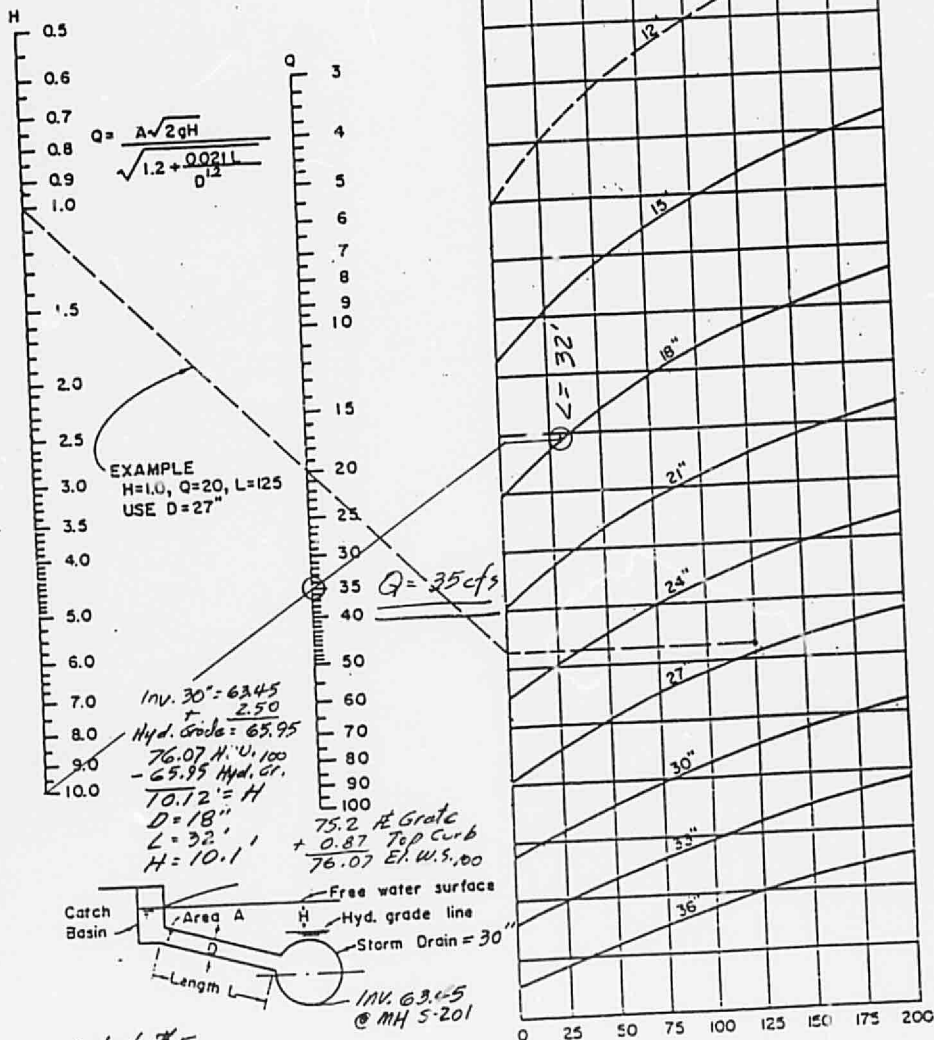 H
0.5
0.6
0.7
0.8
0.9
1.0
1.5
2.0
2.5
3.0
3.5
4.0
5.0
6.0
7.0
8.0
9.0
10.0
Q = A√2gH
√1.2 + 0.021L
D^1.2
EXAMPLE
H=1.0, Q=20, L=125
USE D=27"
Q
3
4
5
6
7
8
9
10
15
20
25
30
35
40
50
60
70
80
90
100
Q = 35 cfs
Inv. 30" = 63.45
+ 2.50
Hyd. Grade = 65.95
76.07 H.W. 100
- 65.95 Hyd. Gr.
10.12' = H
D = 18"
L = 32'
H = 10.1'
75.2 Grate
+ 0.87 Top Curb
76.07 El. W.S. 100
Catch
Basin
Area A
H
D
Length L
Free water surface
Hyd. grade line
Storm Drain = 30"
INV. 63.45
@ MH S-201
12'
15'
18"
L = 32'
21"
24"
27"
30"
33"
36"
0 25 50 75 100 125 150 175 200